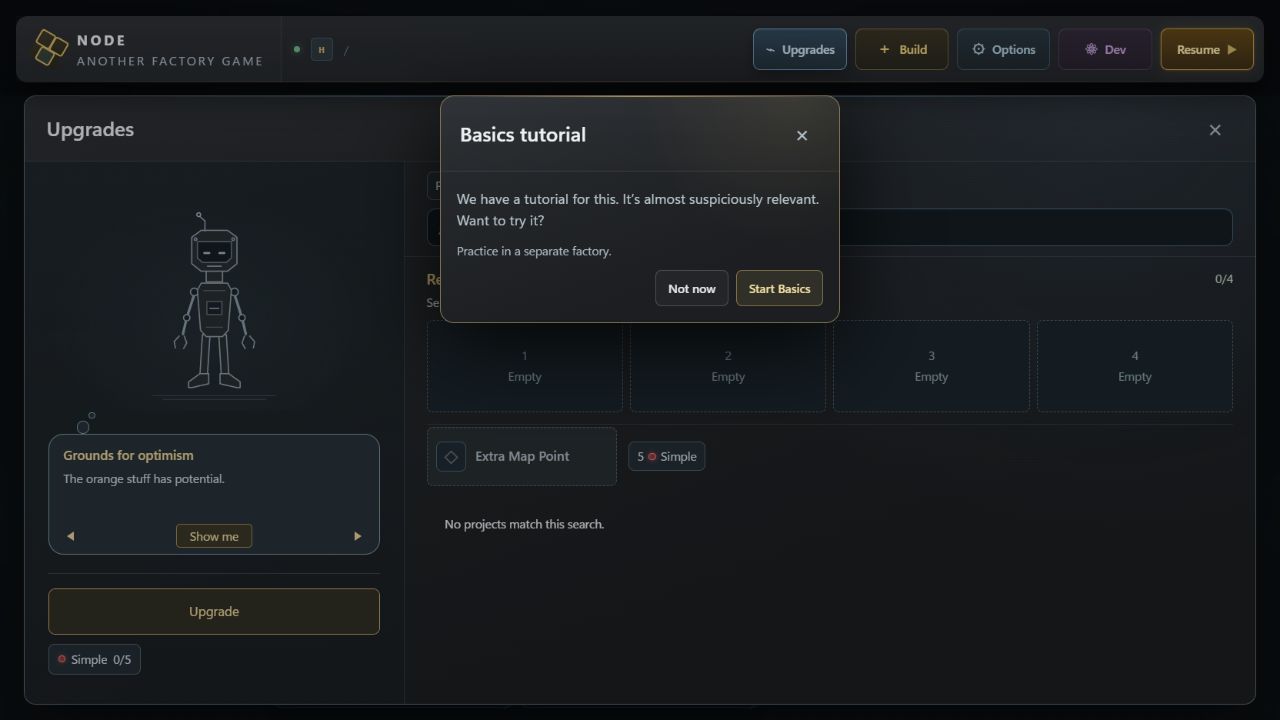 NODE
ANOTHER FACTORY GAME
H
/
Upgrades
Build
Options
Dev
Resume
Upgrades
Basics tutorial
We have a tutorial for this. It's almost suspiciously relevant.
Want to try it?
Practice in a separate factory.
Not now
Start Basics
0/4
1
Empty
2
Empty
3
Empty
4
Empty
Extra Map Point
5 Simple
No projects match this search.
Grounds for optimism
The orange stuff has potential.
Show me
Upgrade
Simple 0/5